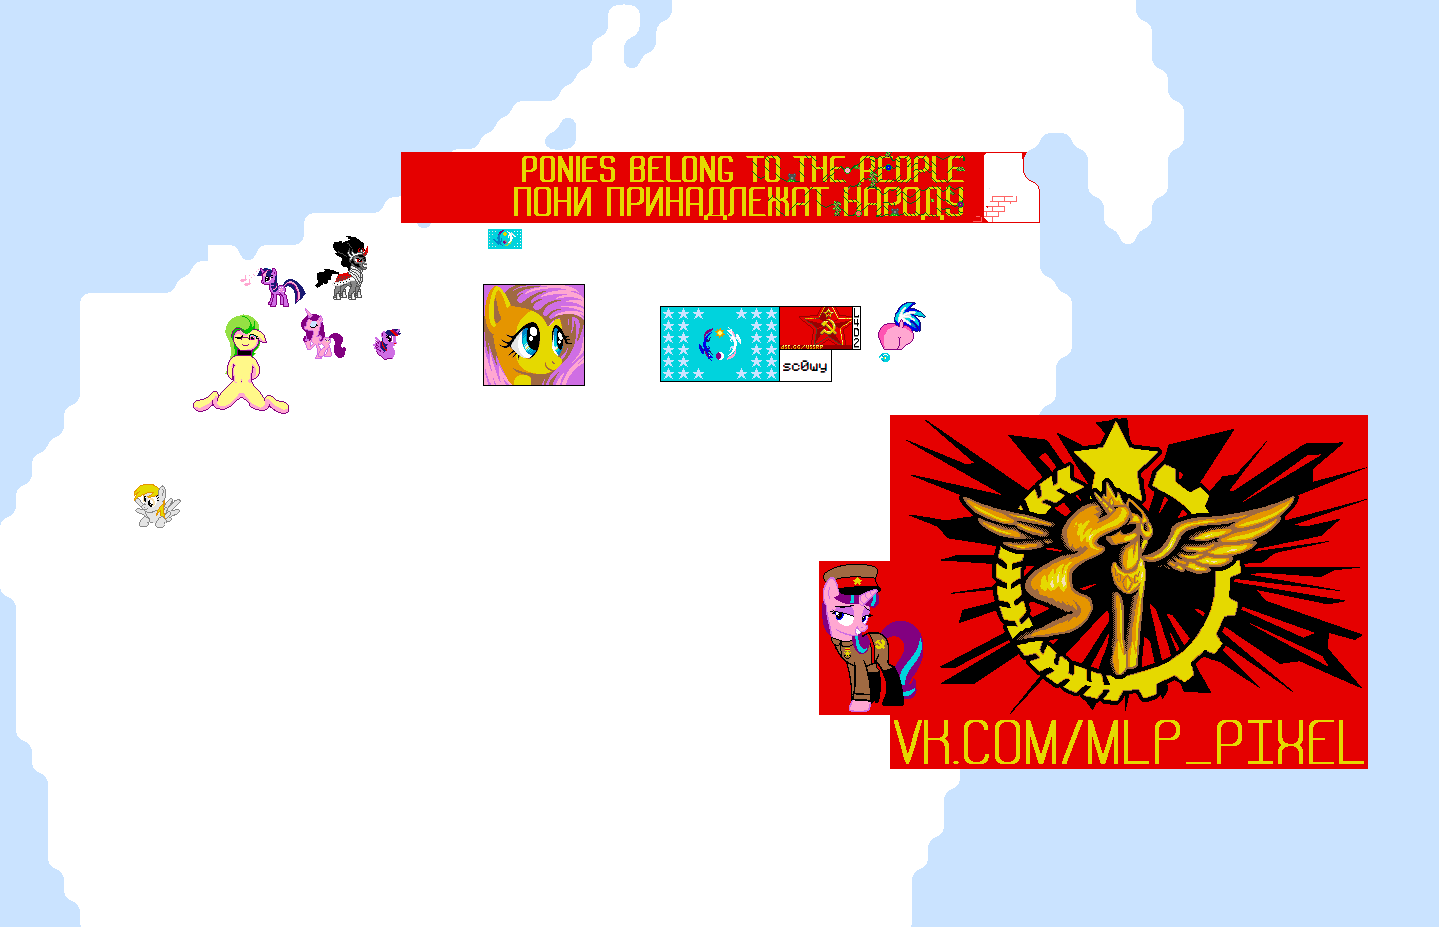 PONIES BELONG TO THE PEOPLE
ПОНИ ПРИНАДЛЕЖАТ НАРОДУ
sc0wy
VK.COM/MLP_PIXEL